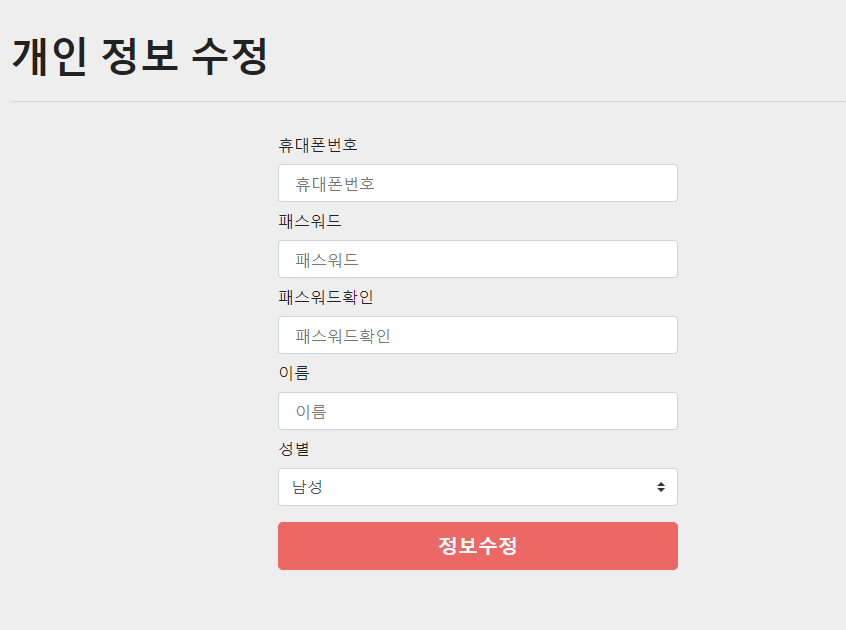 개인 정보 수정
휴대폰번호
휴대폰번호
패스워드
패스워드
패스워드확인
패스워드확인
이름
이름
성별
남성
정보수정